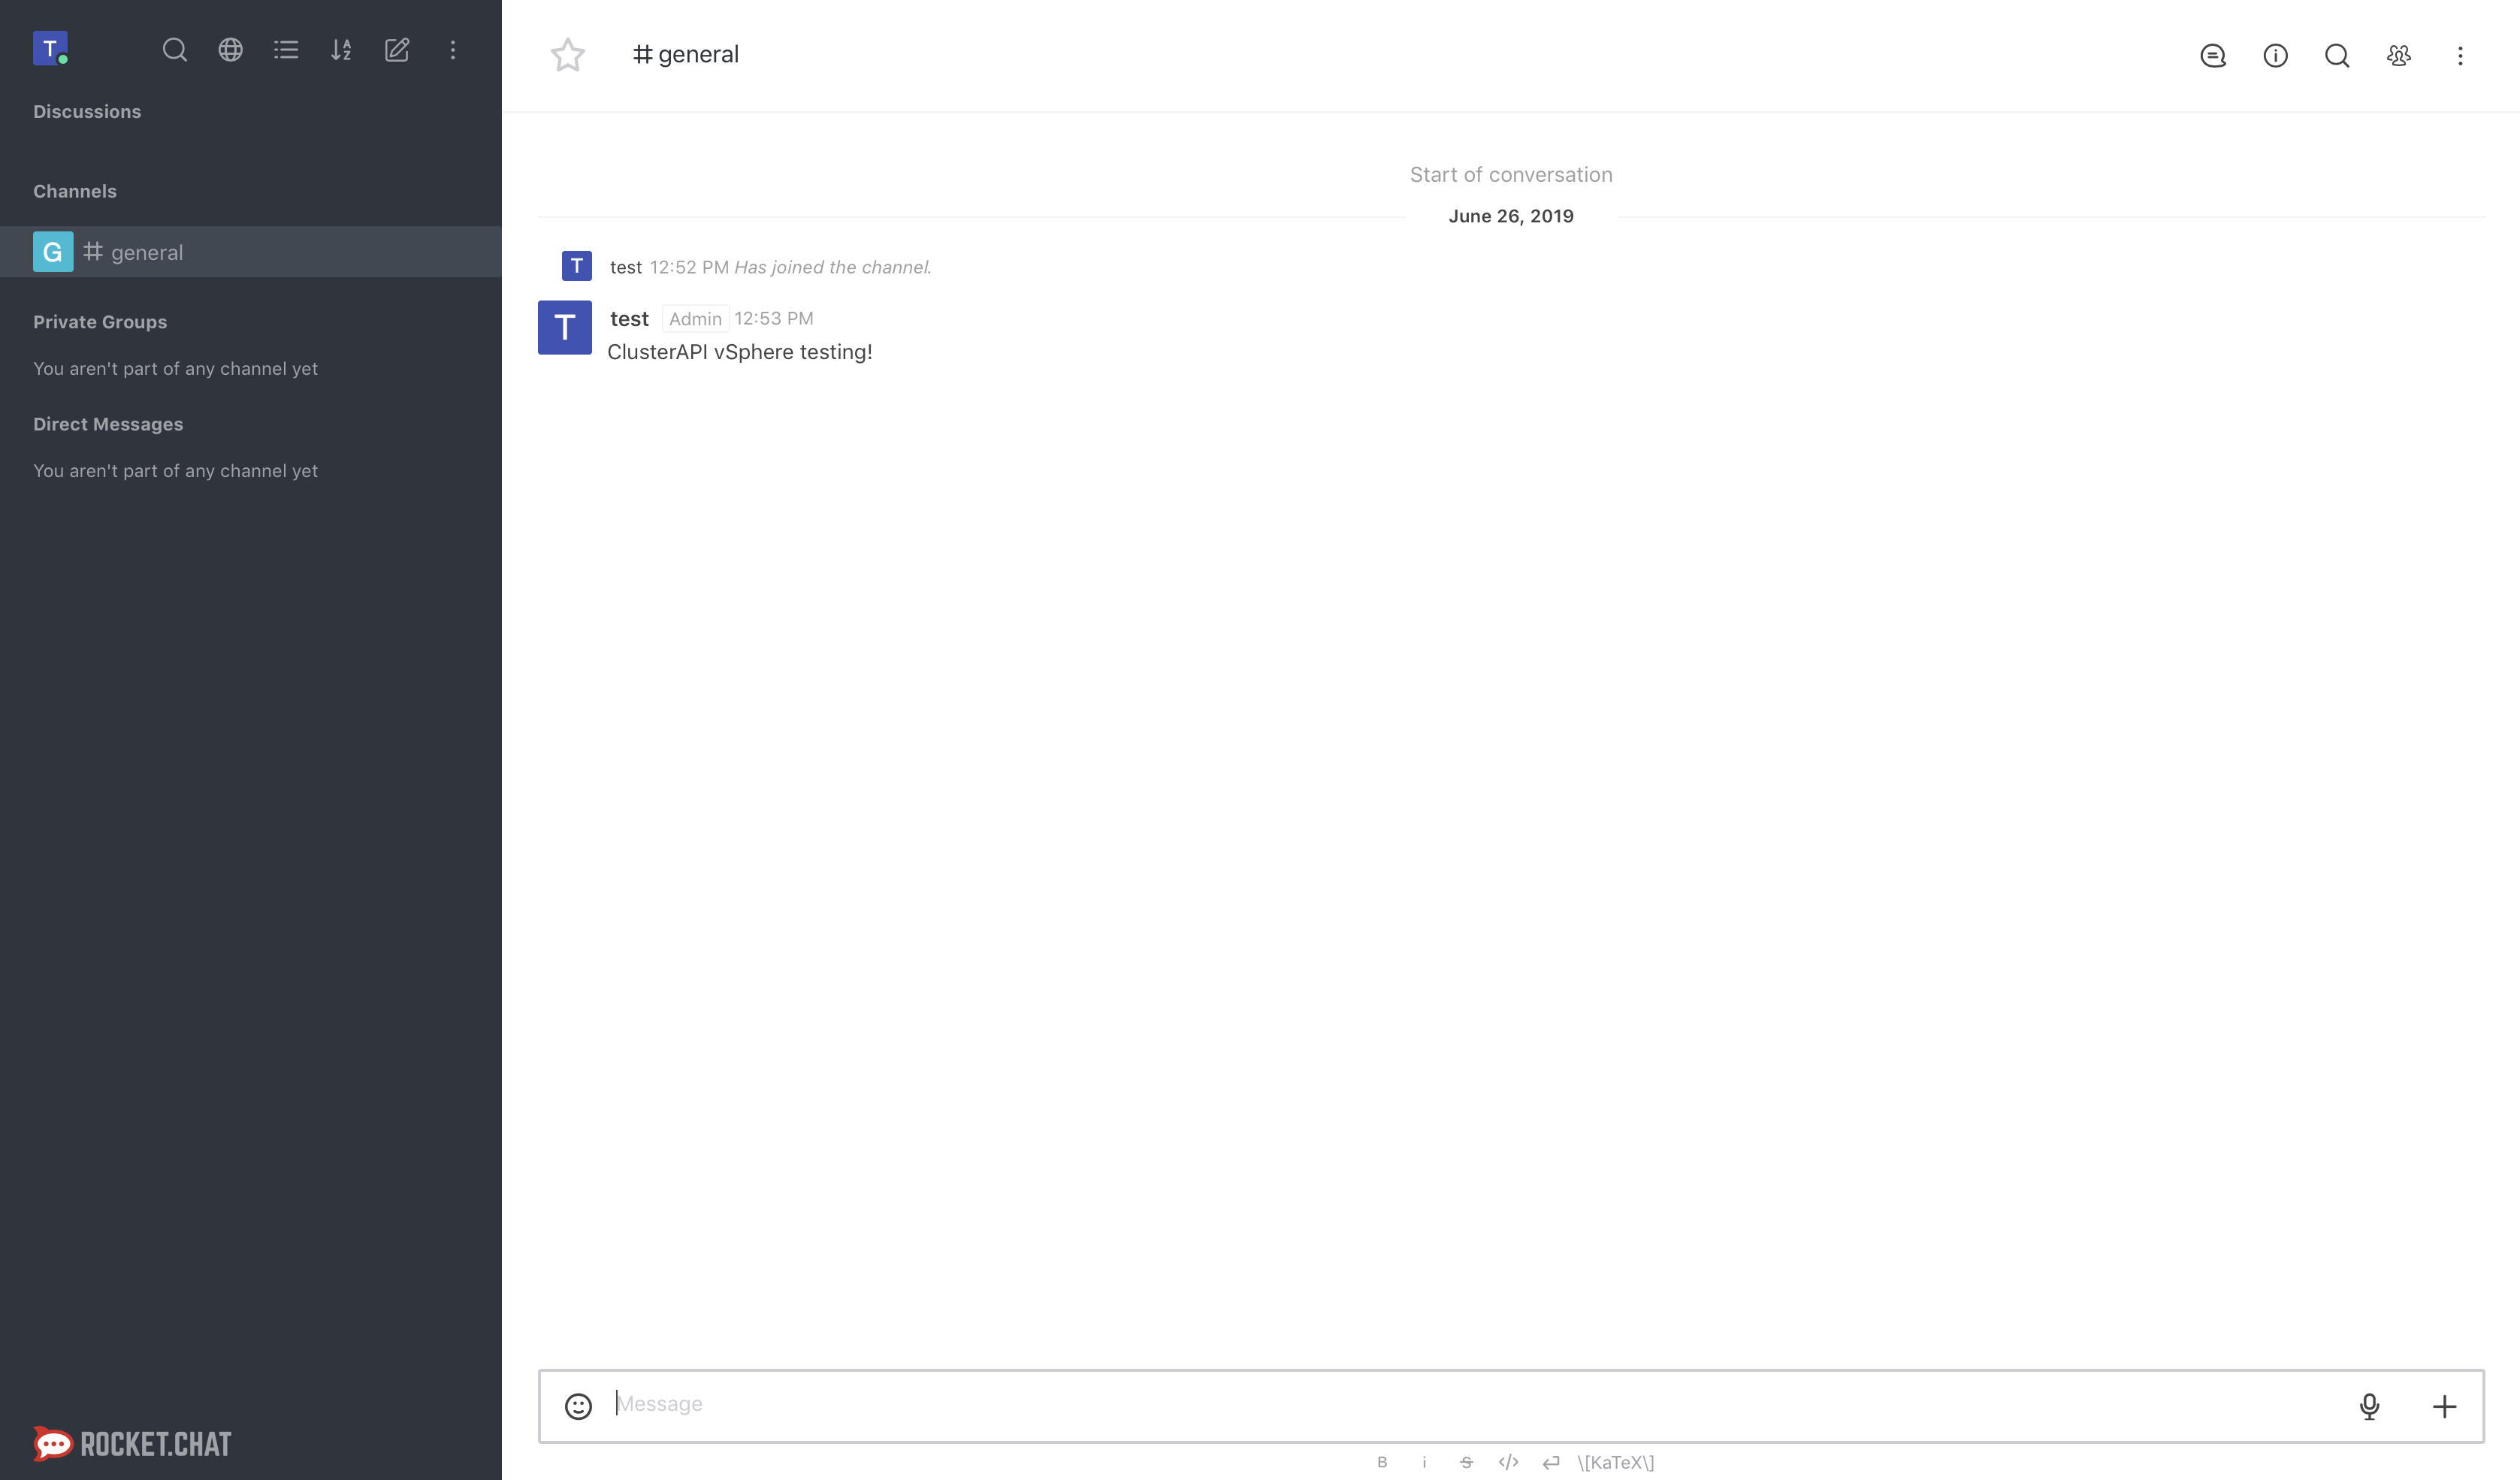 T
Discussions
Channels
G general
Private Groups
You aren't part of any channel yet
Direct Messages
You aren't part of any channel yet
ROCKET.CHAT
#general
Start of conversation
June 26, 2019
T test 12:52 PM Has joined the channel.
T test Admin 12:53 PM
ClusterAPI vSphere testing!
Message
B i S </> \[KaTeX\]